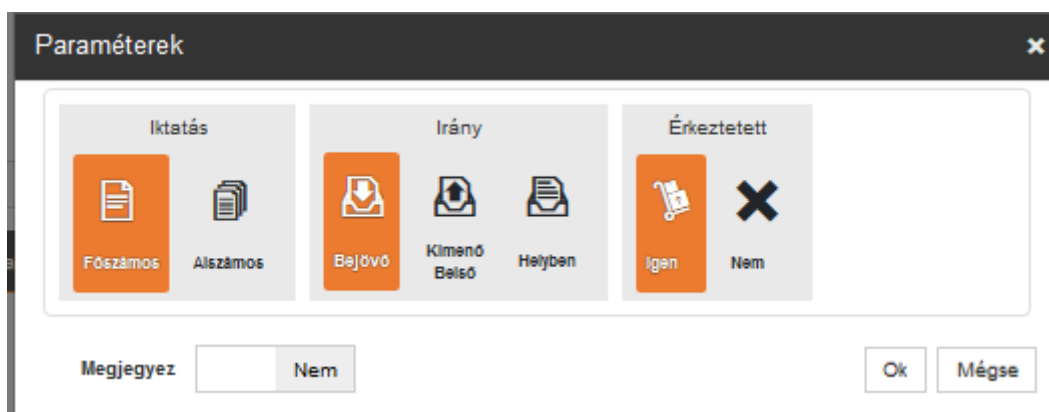 Paraméterek
Iktatás
Irány
Érkeztetett
Főszámos
Alszámos
Bejövő
Kimenő
Belső
Helyben
Igen
Nem
Megjegyez
Nem
Ok
Mégse